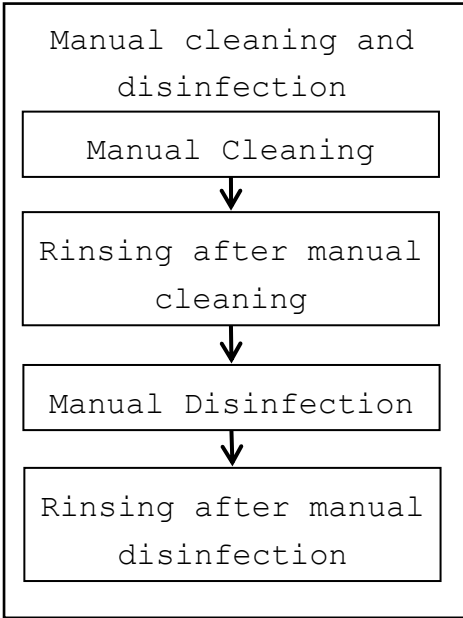 Manual cleaning and
disinfection
Manual Cleaning
Rinsing after manual
cleaning
Manual Disinfection
Rinsing after manual
disinfection